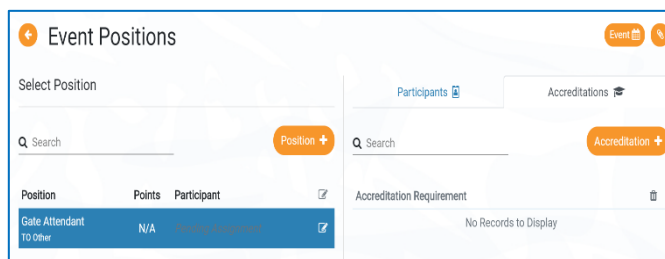 Event Positions
Event
Select Position
Participants
Accreditations
Search
Position +
Search
Accreditation +
Position Points Participant
Accreditation Requirement
Gate Attendant
TO Other
N/A
No Records to Display